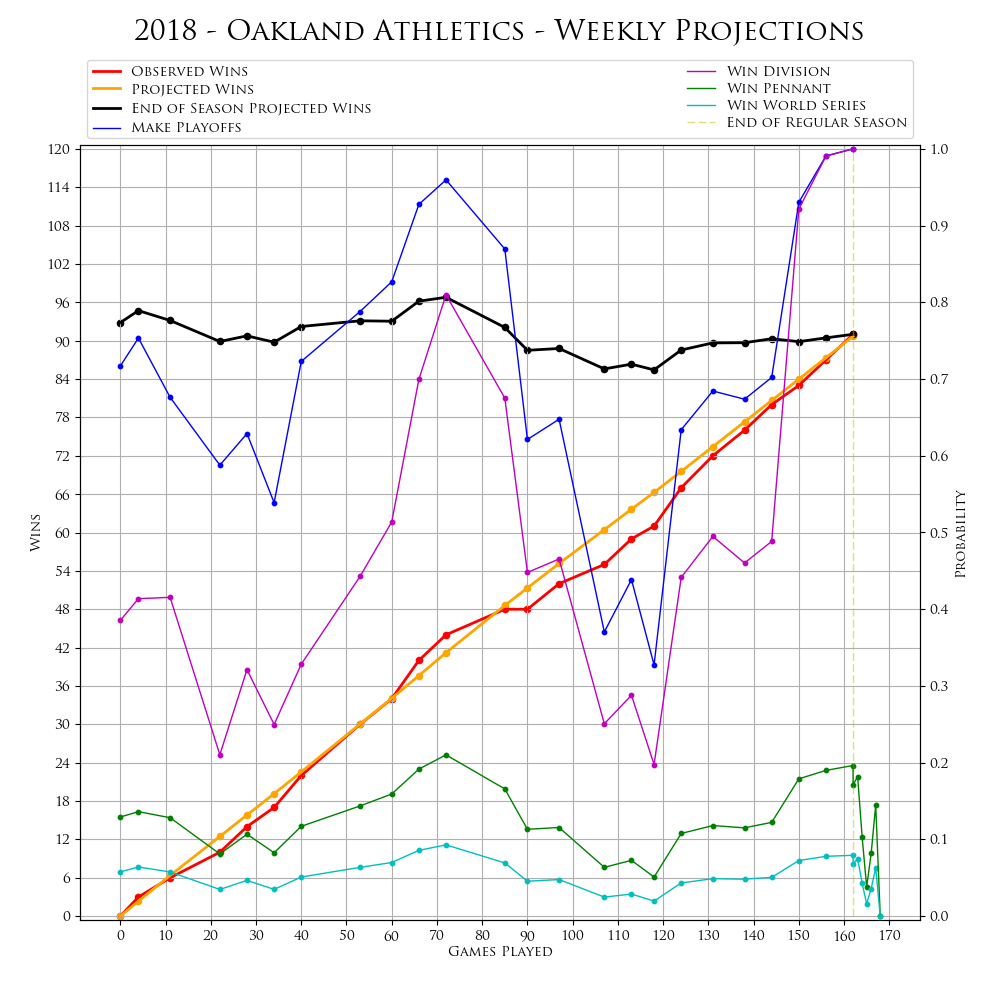 2018 - Oakland Athletics - Weekly Projections
Observed Wins
Projected Wins
End of Season Projected Wins
Make Playoffs
Win Division
Win Pennant
Win World Series
End of Regular Season
120
114
108
102
96
90
84
78
72
66
60
54
48
42
36
30
24
18
12
6
0
Wins
1.0
0.9
0.8
0.7
0.6
0.5
0.4
0.3
0.2
0.1
0.0
Probability
0 10 20 30 40 50 60 70 80 90 100 110 120 130 140 150 160 170
Games Played